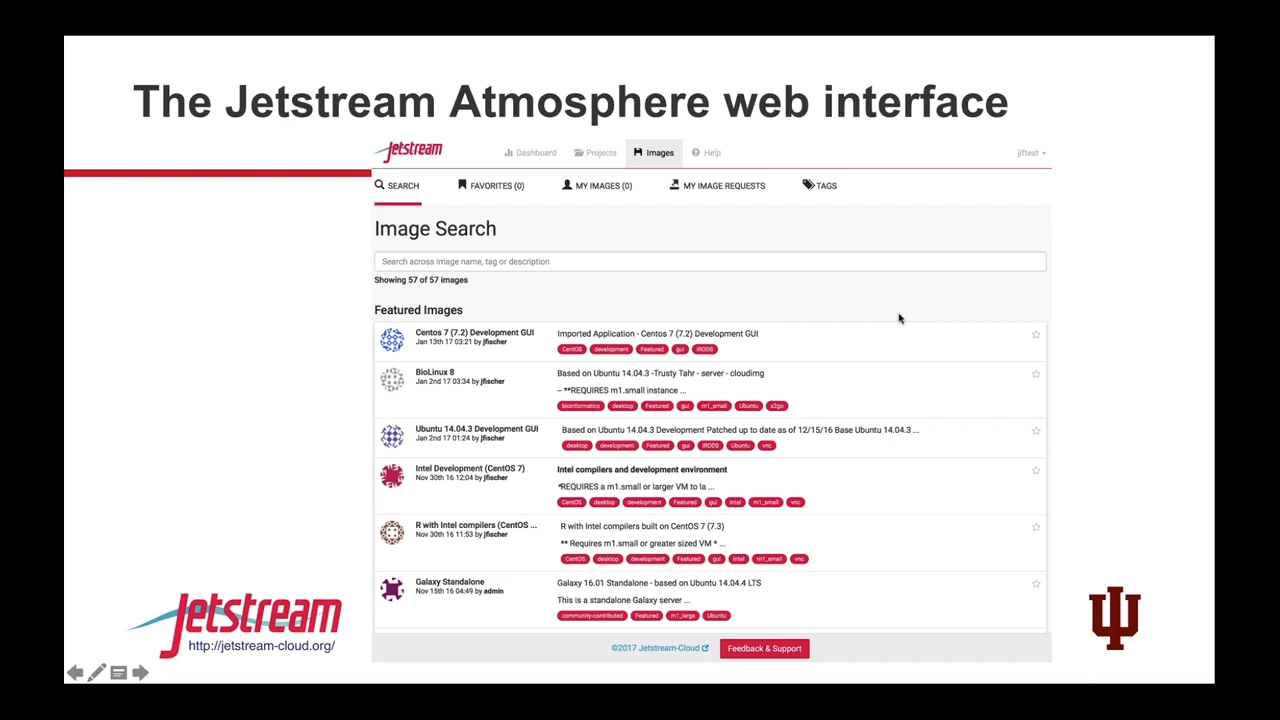 The Jetstream Atmosphere web interface
Jetstream
Dashboard
Projects
Images
Help
jlftest
SEARCH
FAVORITES (0)
MY IMAGES (0)
MY IMAGE REQUESTS
TAGS
Image Search
Search across image name, tag or description
Showing 57 of 57 images
Featured Images
Centos 7 (7.2) Development GUI
Jan 13th 17 03:21 by jfischer
Imported Application - Centos 7 (7.2) Development GUI
CentOS development Featured gui iRODS
BioLinux 8
Jan 2nd 17 03:34 by jfischer
Based on Ubuntu 14.04.3 -Trusty Tahr - server - cloudimg
– **REQUIRES m1.small instance ...
bioinformatics desktop Featured gui m1_small Ubuntu x2go
Ubuntu 14.04.3 Development GUI
Jan 2nd 17 01:24 by jfischer
Based on Ubuntu 14.04.3 Development Patched up to date as of 12/15/16 Base Ubuntu 14.04.3 ...
desktop development Featured gui iRODS Ubuntu vnc
Intel Development (CentOS 7)
Nov 30th 16 12:04 by jfischer
Intel compilers and development environment
*REQUIRES a m1.small or larger VM to la ...
CentOS desktop development Featured gui Intel m1_small vnc
R with Intel compilers (CentOS ...
Nov 30th 16 11:53 by jfischer
R with Intel compilers built on CentOS 7 (7.3)
** Requires m1.small or greater sized VM * ...
CentOS desktop development Featured gui Intel m1_small vnc
Galaxy Standalone
Nov 15th 16 04:49 by admin
Galaxy 16.01 Standalone - based on Ubuntu 14.04.4 LTS
This is a standalone Galaxy server ...
community-contributed Featured m1_large Ubuntu
©2017 Jetstream-Cloud
Feedback & Support
Jetstream
http://jetstream-cloud.org/